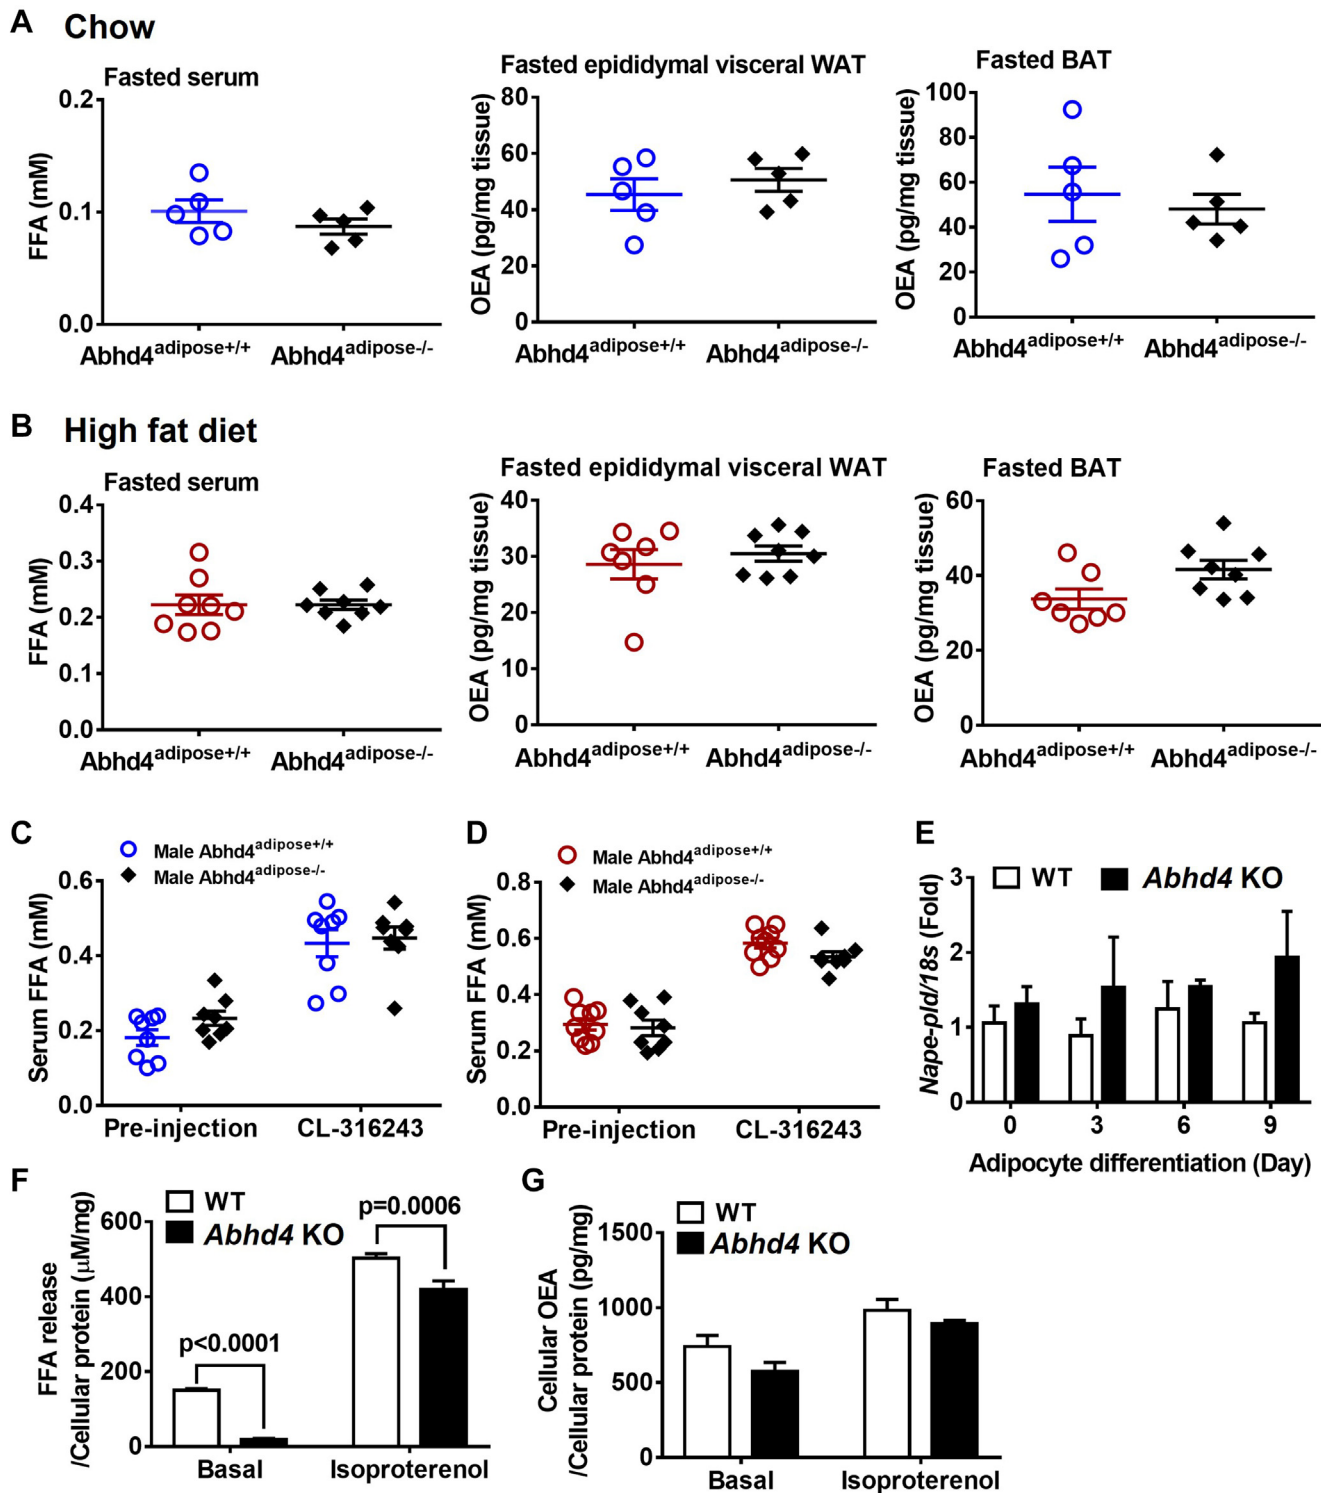 A Chow
Fasted serum
FFA (mM)
0.2
0.1
0.0
Abhd4adipose+/+ Abhd4adipose-/-
Fasted epididymal visceral WAT
OEA (pg/mg tissue)
80
60
40
20
0
Abhd4adipose+/+ Abhd4adipose-/-
Fasted BAT
OEA (pg/mg tissue)
100
80
60
40
20
0
Abhd4adipose+/+ Abhd4adipose-/-
B High fat diet
Fasted serum
FFA (mM)
0.4
0.3
0.2
0.1
0.0
Abhd4adipose+/+ Abhd4adipose-/-
Fasted epididymal visceral WAT
OEA (pg/mg tissue)
40
30
20
10
0
Abhd4adipose+/+ Abhd4adipose-/-
Fasted BAT
OEA (pg/mg tissue)
60
40
20
0
Abhd4adipose+/+ Abhd4adipose-/-
C
Male Abhd4adipose+/+
Male Abhd4adipose-/-
Serum FFA (mM)
0.6
0.4
0.2
0.0
Pre-injection CL-316243
D
Male Abhd4adipose+/+
Male Abhd4adipose-/-
Serum FFA (mM)
0.8
0.6
0.4
0.2
0.0
Pre-injection CL-316243
E
WT Abhd4 KO
Nape-pld/18s (Fold)
3
2
1
0
0 3 6 9
Adipocyte differentiation (Day)
F
WT
Abhd4 KO
FFA release
/Cellular protein (μM/mg)
600
400
200
0
p<0.0001
p=0.0006
Basal Isoproterenol
G
WT
Abhd4 KO
Cellular OEA
/Cellular protein (pg/mg)
1500
1000
500
0
Basal Isoproterenol